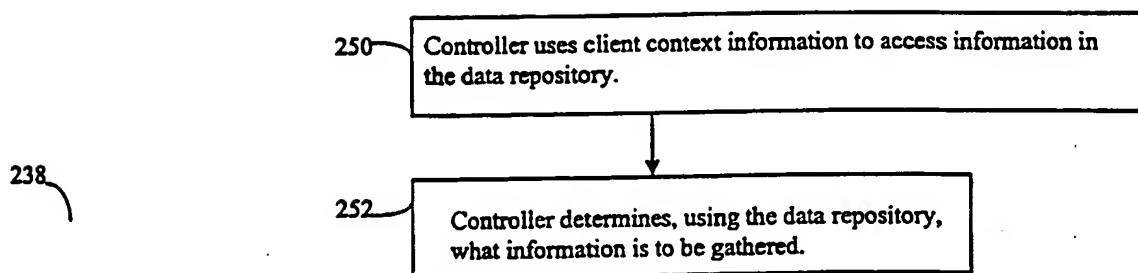 250 Controller uses client context information to access information in
the data repository.
238
252 Controller determines, using the data repository,
what information is to be gathered.